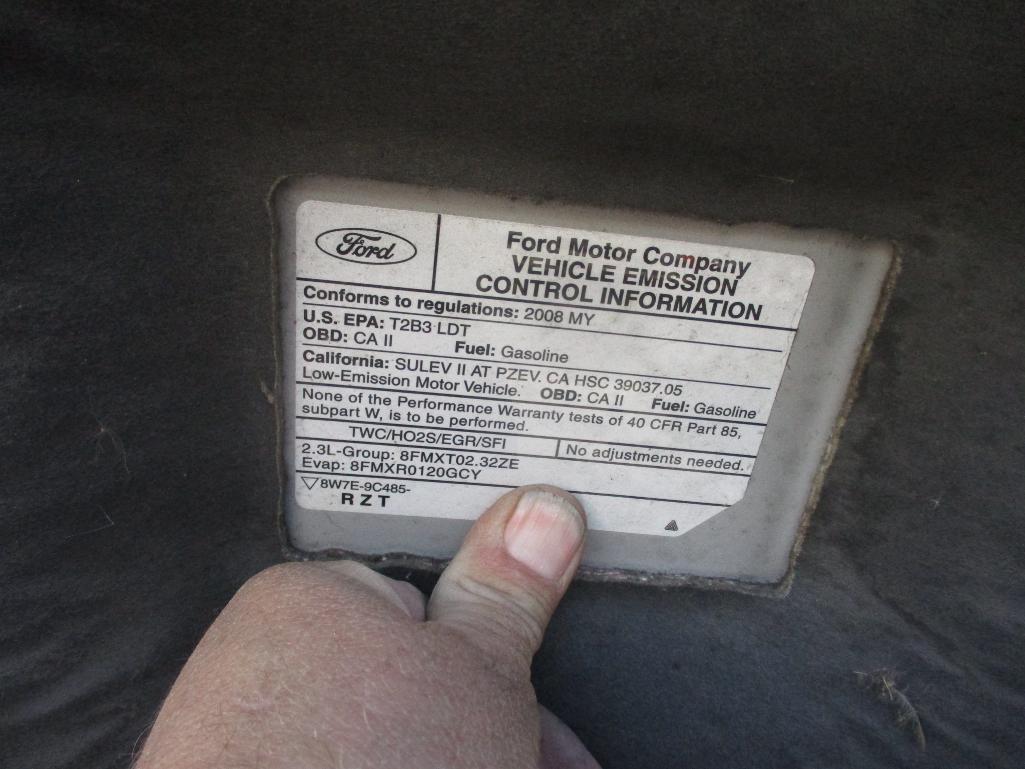 Ford
Ford Motor Company
VEHICLE EMISSION
CONTROL INFORMATION
Conforms to regulations: 2008 MY
U.S. EPA: T2B3 LDT
OBD: CA II Fuel: Gasoline
California: SULEV II AT PZEV. CA HSC 39037.05
Low-Emission Motor Vehicle. OBD: CA II Fuel: Gasoline
None of the Performance Warranty tests of 40 CFR Part 85,
subpart W, is to be performed.
TWC/HO2S/EGR/SFI No adjustments needed.
2.3L-Group: 8FMXT02.32ZE
Evap: 8FMXR0120GCY
▽8W7E-9C485-
RZT